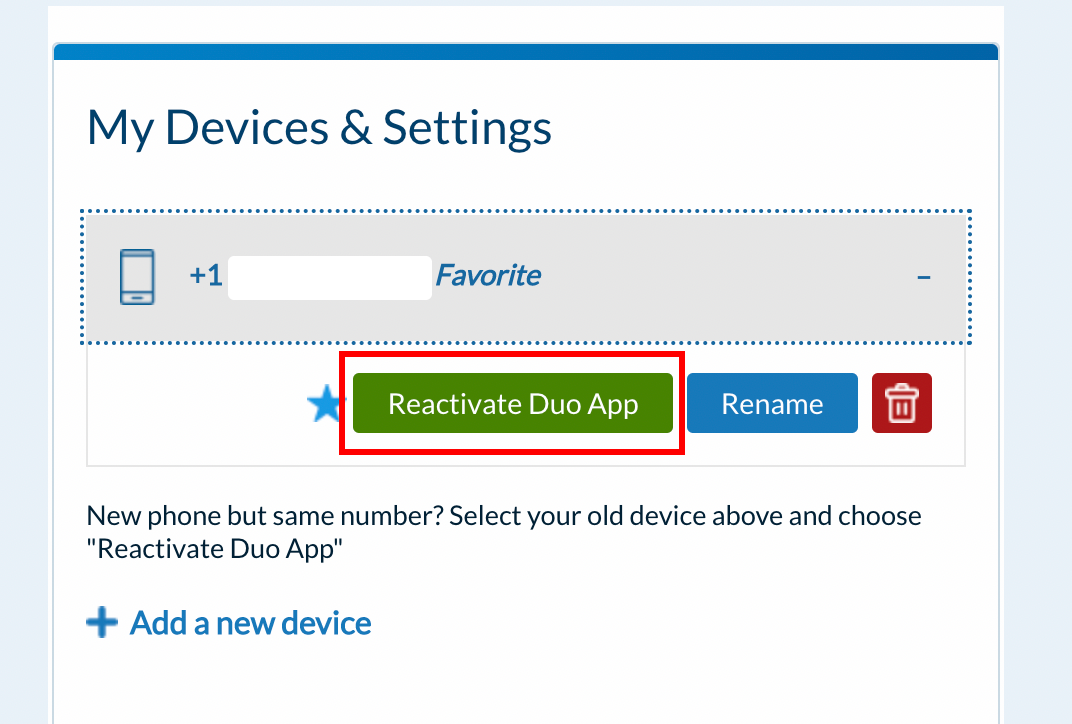 My Devices & Settings
+1 Favorite –
Reactivate Duo App Rename
New phone but same number? Select your old device above and choose
"Reactivate Duo App"
Add a new device